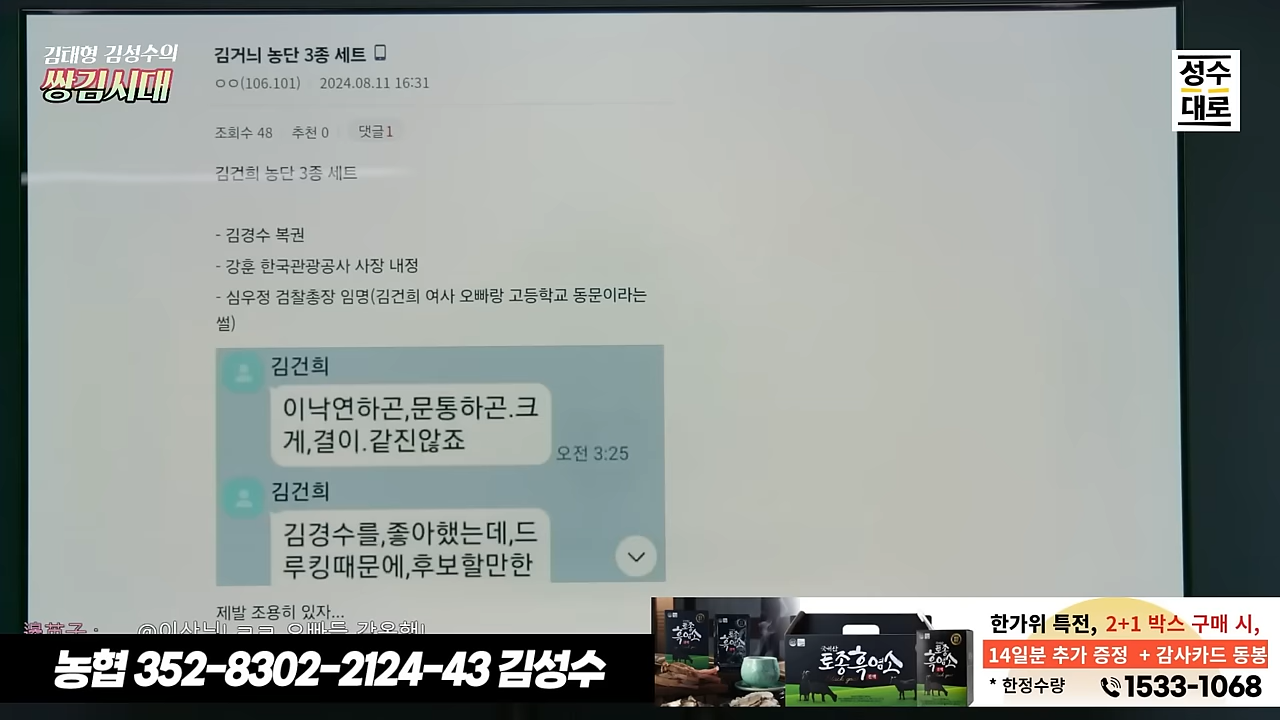 김태형 김성수의
쌍김시대
성수
대로
김거늬 농단 3종 세트
ㅇㅇ(106.101) 2024.08.11 16:31
조회수 48 추천 0 댓글 1
김건희 농단 3종 세트
- 김경수 복권
- 강훈 한국관광공사 사장 내정
- 심우정 검찰총장 임명(김건희 여사 오빠랑 고등학교 동문이라는
썰)
김건희
이낙연하곤,문통하곤.크
게,결이.같진않죠
오전 3:25
김건희
김경수를,좋아했는데,드
루킹때문에,후보할만한
제발 조용히 있자...
농협 352-8302-2124-43 김성수
토종
흑염소
토종
흑염소
한가위 특전, 2+1 박스 구매 시,
14일분 추가 증정 + 감사카드 동봉
* 한정수량 1533-1068